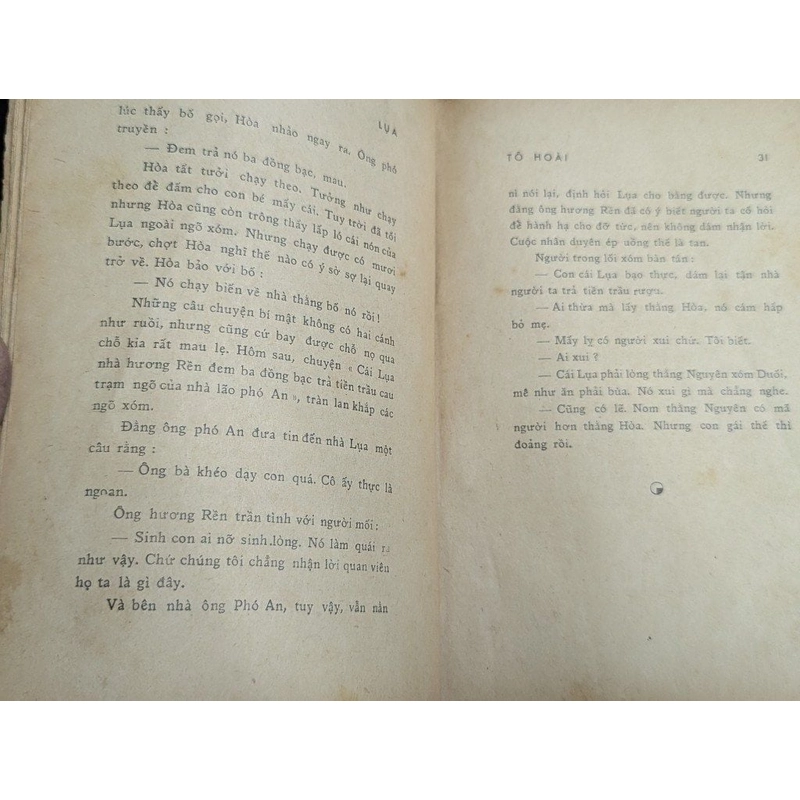 LỤA
lúc thấy bố gọi, Hòa nhảo ngay ra. Ông phó
truyền :
— Đem trả nó ba đồng bạc, mau.
Hòa tất tưởi chạy theo. Tưởng như chạy
theo để đấm cho con bé mấy cái. Tuy trời đã tối
nhưng Hòa cũng còn trông thấy lấp ló cái nón của
Lụa ngoài ngõ xóm. Nhưng chạy được có mươi
bước, chợt Hòa nghĩ thế nào có ý sờ sợ lại quay
trở về. Hòa bảo với bố :
— Nó chạy biến về nhà thằng bố nó rồi !
Những câu chuyện bí mật không có hai cánh
như ruồi, nhưng cũng cứ bay được chỗ nọ qua
chỗ kia rất mau lẹ. Hôm sau, chuyện « Cái Lụa
nhà hương Rền đem ba đồng bạc trả tiền trầu cau
trạm ngõ của nhà lão phó An », tràn lan khắp các
ngõ xóm.
Đằng ông phó An đưa tin đến nhà Lụa một
câu rằng :
— Ông bà khéo dạy con quá. Cô ấy thực là
ngoan.
Ông hương Rền trần tình với người mối :
— Sinh con ai nỡ sinh lòng. Nó làm quái ra
như vậy. Chứ chúng tôi chẳng nhận lời quan viên
họ ta là gì đây.
Và bên nhà ông Phó An, tuy vậy, vẫn nằn
TÔ HOÀI 31
nì nói lại, định hỏi Lụa cho bằng được. Nhưng
đằng ông hương Rền đã có ý biết người ta cố hỏi
để hành hạ cho đỡ tức, nên không dám nhận lời.
Cuộc nhân duyên ép uổng thế là tan.
Người trong lối xóm bàn tán :
— Con cái Lụa bạo thực, dám lại tận nhà
người ta trả tiền trầu rượu.
— Ai thừa mà lấy thằng Hòa, nó câm hấp
bỏ mẹ.
— Mấy lỵ có người xui chứ. Tôi biết.
— Ai xui ?
— Cái Lụa phải lòng thằng Nguyên xóm Duối,
mê như ăn phải bùa. Nó xui gì mà chẳng nghe.
— Cũng có lẽ. Nom thằng Nguyên có mã
người hơn thằng Hòa. Nhưng con gái thế thì
đoảng rồi.